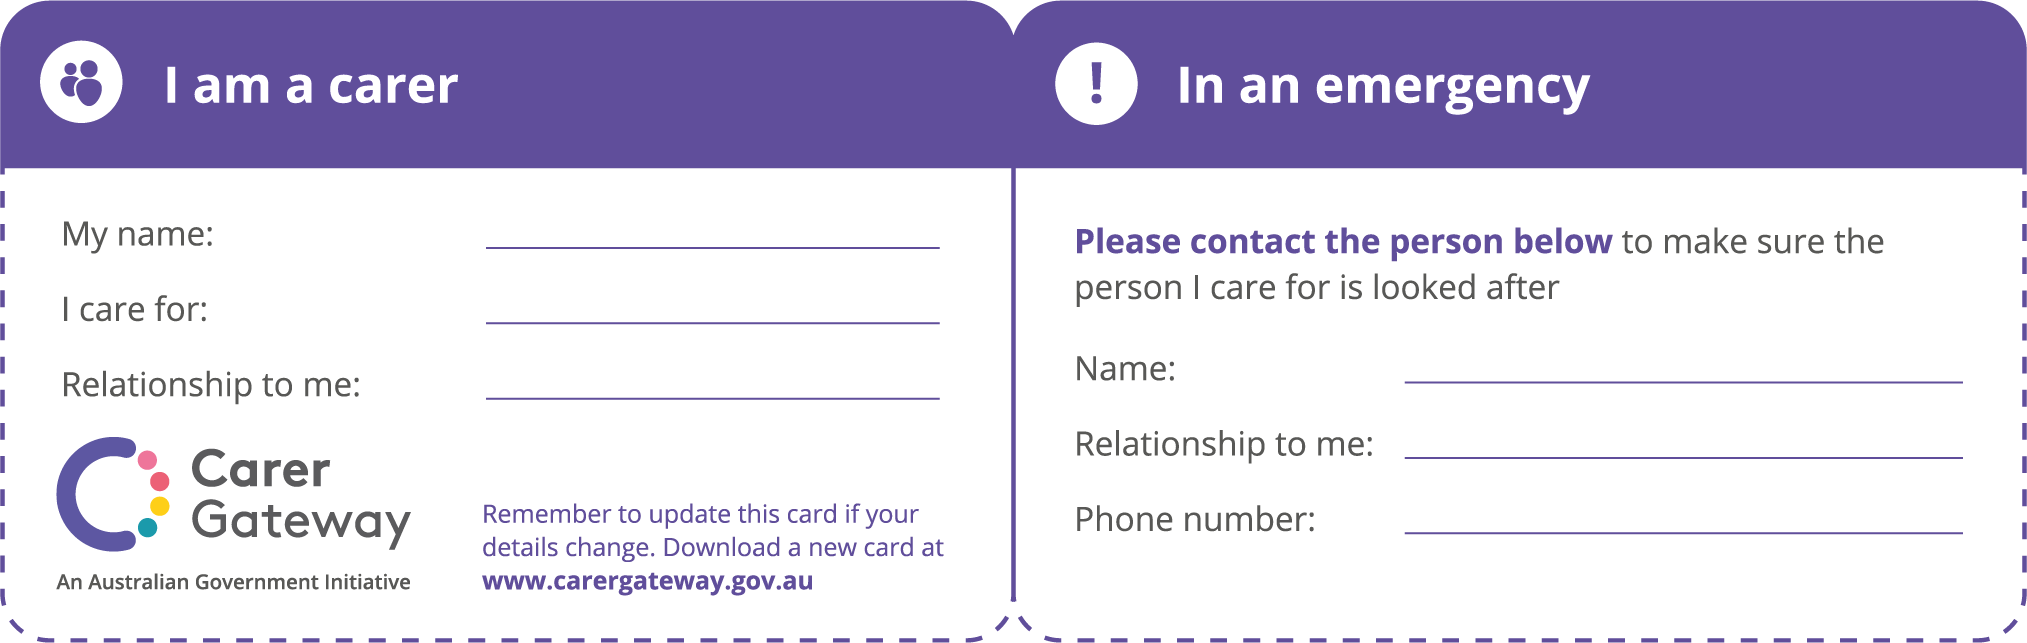 I am a carer
My name:
I care for:
Relationship to me:
Carer
Gateway
An Australian Government Initiative
Remember to update this card if your
details change. Download a new card at
www.carergateway.gov.au
!
In an emergency
Please contact the person below to make sure the
person I care for is looked after
Name:
Relationship to me:
Phone number: